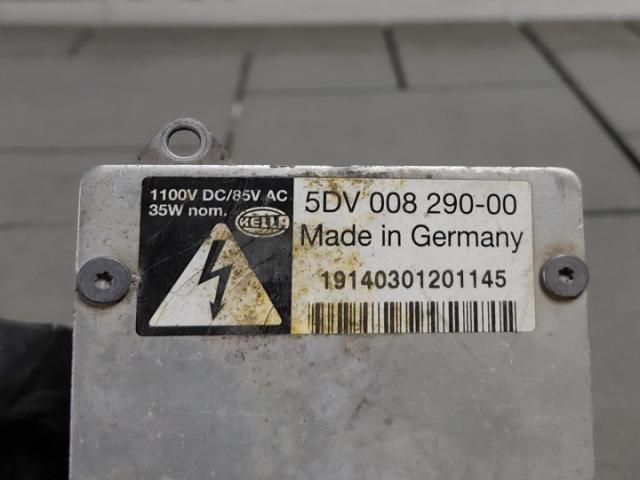 1100V DC/85V AC
35W nom.
HELLA
5DV 008 290-00
Made in Germany
19140301201145